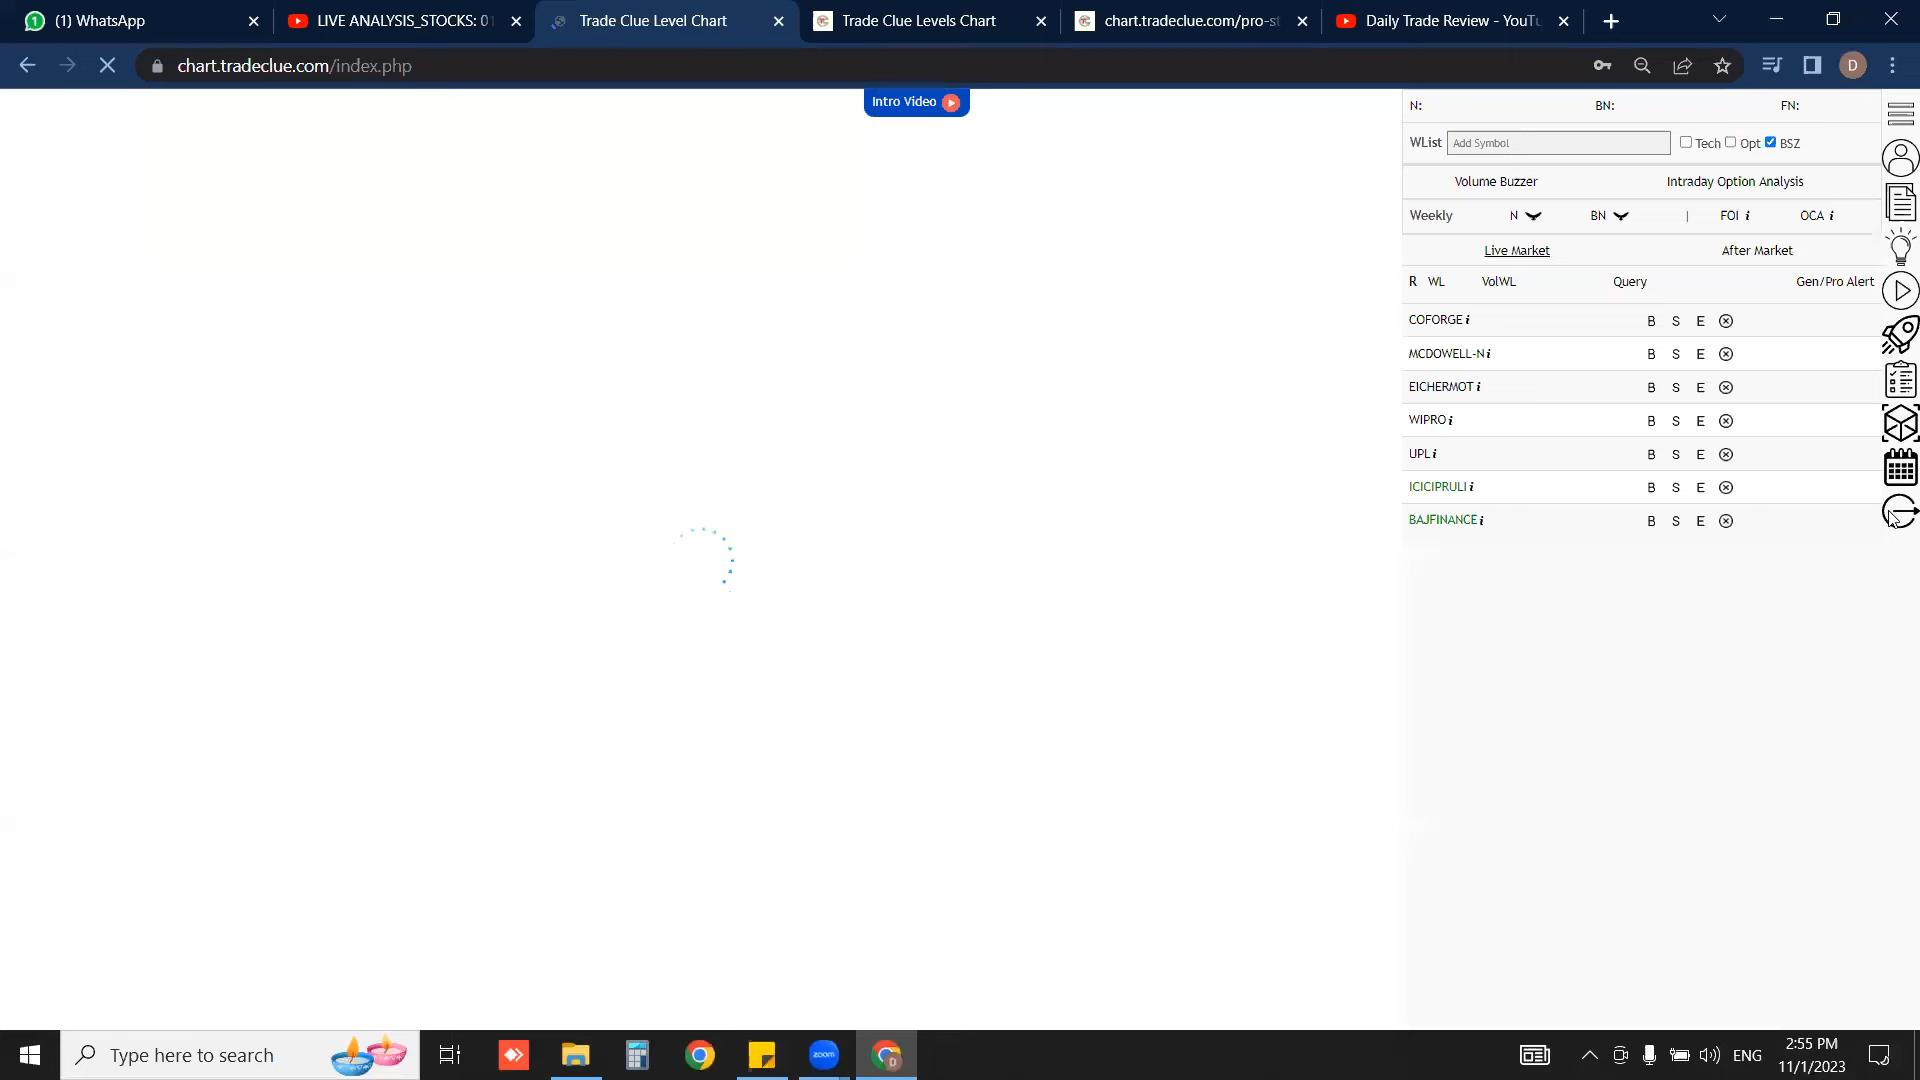 (1) WhatsApp
LIVE ANALYSIS_STOCKS: 01
Trade Clue Level Chart
Trade Clue Levels Chart
chart.tradeclue.com/pro-st
Daily Trade Review - YouTu
chart.tradeclue.com/index.php
D
Intro Video
N: BN: FN:
WList Add Symbol Tech Opt BSZ
Volume Buzzer Intraday Option Analysis
Weekly N BN | FOI i OCA i
Live Market After Market
R WL VolWL Query Gen/Pro Alert
COFORGE i B S E
MCDOWELL-N i B S E
EICHERMOT i B S E
WIPRO i B S E
UPL i B S E
ICICIPRULI i B S E
BAJFINANCE i B S E
Type here to search
zoom
ENG
2:55 PM
11/1/2023